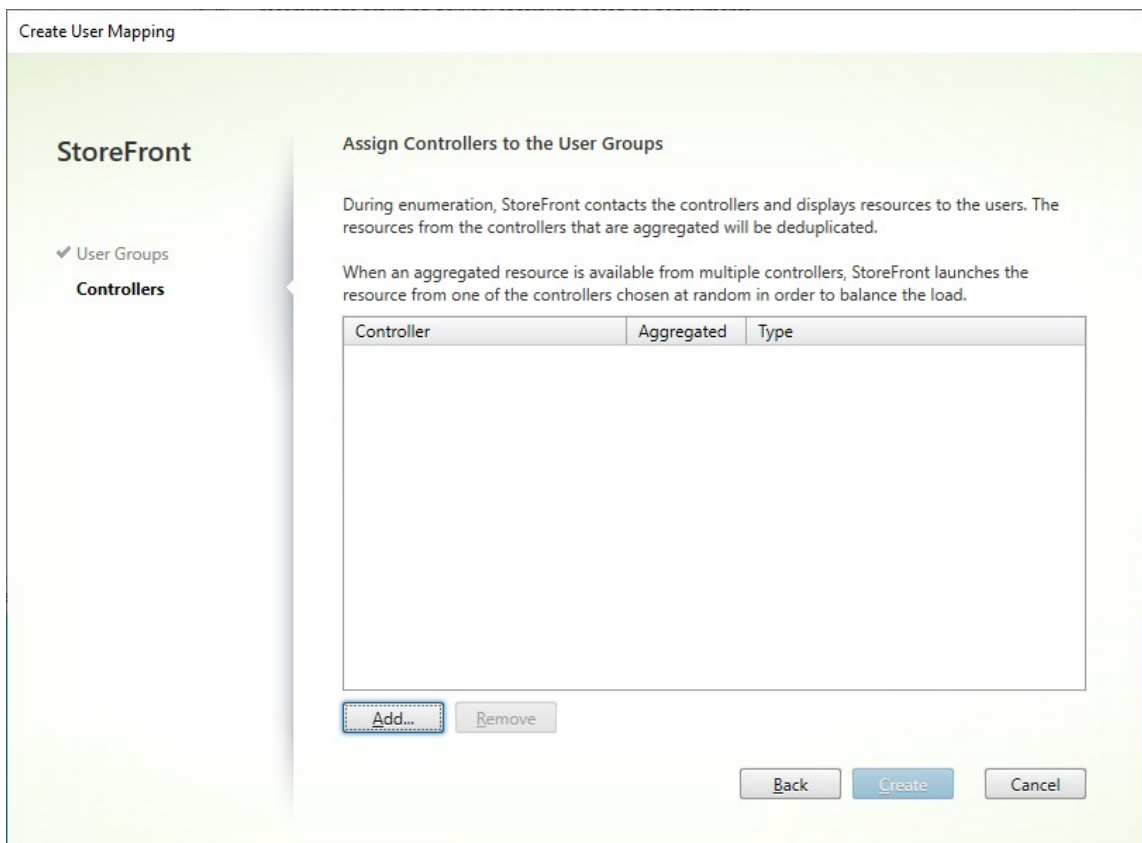 Create User Mapping
StoreFront
User Groups
Controllers
Assign Controllers to the User Groups
During enumeration, StoreFront contacts the controllers and displays resources to the users. The
resources from the controllers that are aggregated will be deduplicated.
When an aggregated resource is available from multiple controllers, StoreFront launches the
resource from one of the controllers chosen at random in order to balance the load.
Controller Aggregated Type
Add... Remove
Back Create Cancel